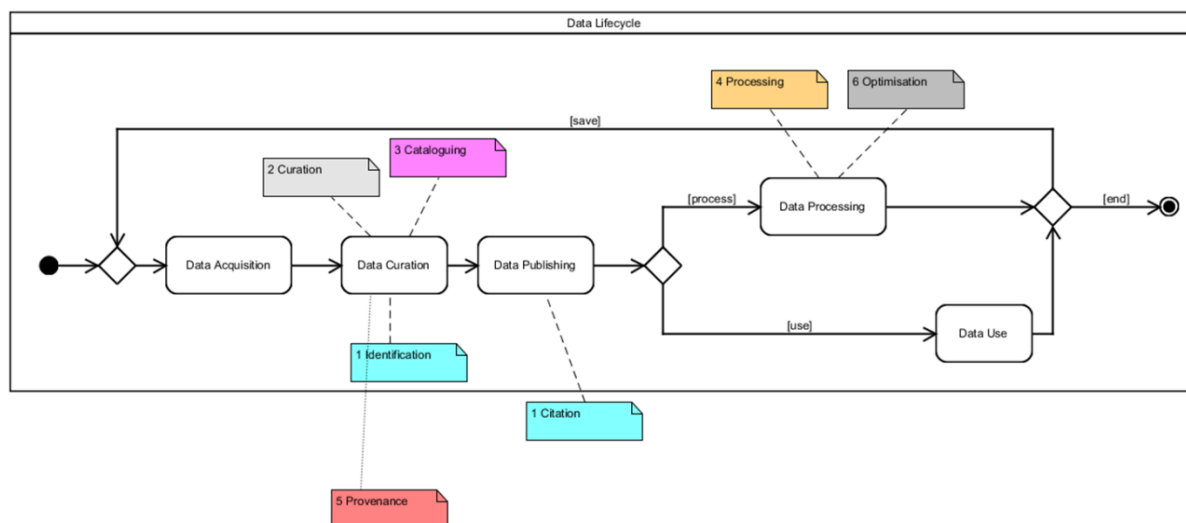 Data Lifecycle
4 Processing
6 Optimisation
[save]
3 Cataloguing
2 Curation
[process]
Data Processing
[end]
Data Acquisition
Data Curation
Data Publishing
[use]
Data Use
1 Identification
1 Citation
5 Provenance